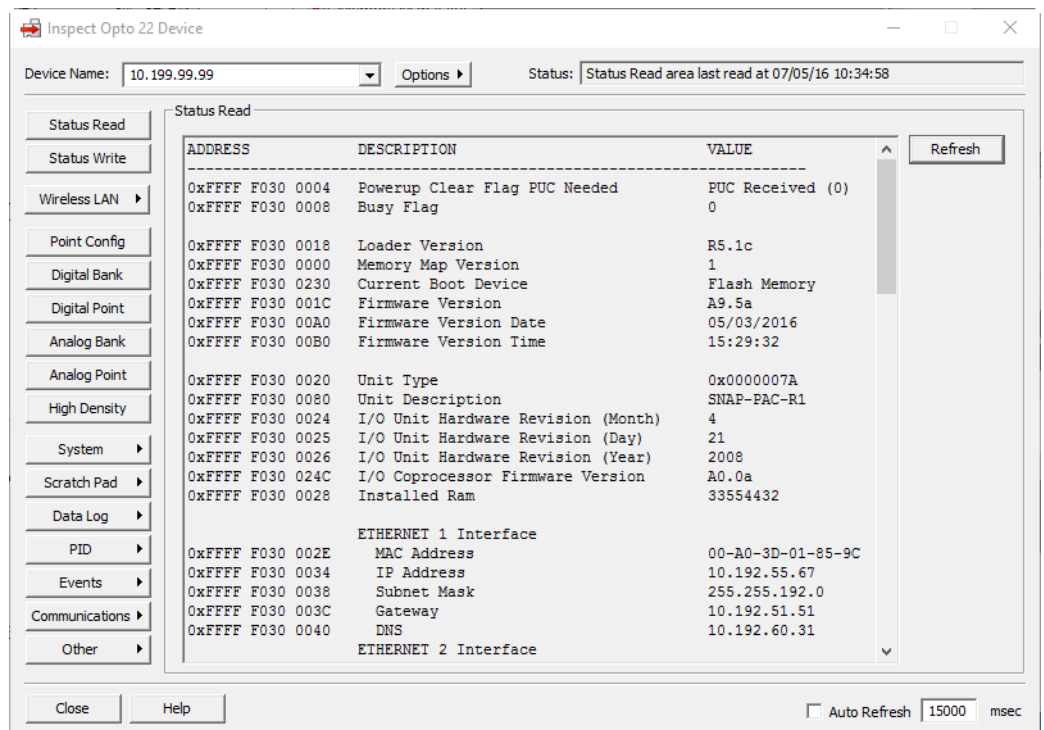 Inspect Opto 22 Device
Device Name: 10.199.99.99 Options Status: Status Read area last read at 07/05/16 10:34:58
Status Read
Status Write
Wireless LAN
Point Config
Digital Bank
Digital Point
Analog Bank
Analog Point
High Density
System
Scratch Pad
Data Log
PID
Events
Communications
Other
Status Read
ADDRESS DESCRIPTION VALUE
--------------------------------------------------------------------------
0xFFFF F030 0004 Powerup Clear Flag PUC Needed PUC Received (0)
0xFFFF F030 0008 Busy Flag 0
0xFFFF F030 0018 Loader Version R5.1c
0xFFFF F030 0000 Memory Map Version 1
0xFFFF F030 0230 Current Boot Device Flash Memory
0xFFFF F030 001C Firmware Version A9.5a
0xFFFF F030 00A0 Firmware Version Date 05/03/2016
0xFFFF F030 00B0 Firmware Version Time 15:29:32
0xFFFF F030 0020 Unit Type 0x0000007A
0xFFFF F030 0080 Unit Description SNAP-PAC-R1
0xFFFF F030 0024 I/O Unit Hardware Revision (Month) 4
0xFFFF F030 0025 I/O Unit Hardware Revision (Day) 21
0xFFFF F030 0026 I/O Unit Hardware Revision (Year) 2008
0xFFFF F030 024C I/O Coprocessor Firmware Version A0.0a
0xFFFF F030 0028 Installed Ram 33554432
ETHERNET 1 Interface
0xFFFF F030 002E MAC Address 00-A0-3D-01-85-9C
0xFFFF F030 0034 IP Address 10.192.55.67
0xFFFF F030 0038 Subnet Mask 255.255.192.0
0xFFFF F030 003C Gateway 10.192.51.51
0xFFFF F030 0040 DNS 10.192.60.31
ETHERNET 2 Interface
Refresh
Close Help Auto Refresh 15000 msec